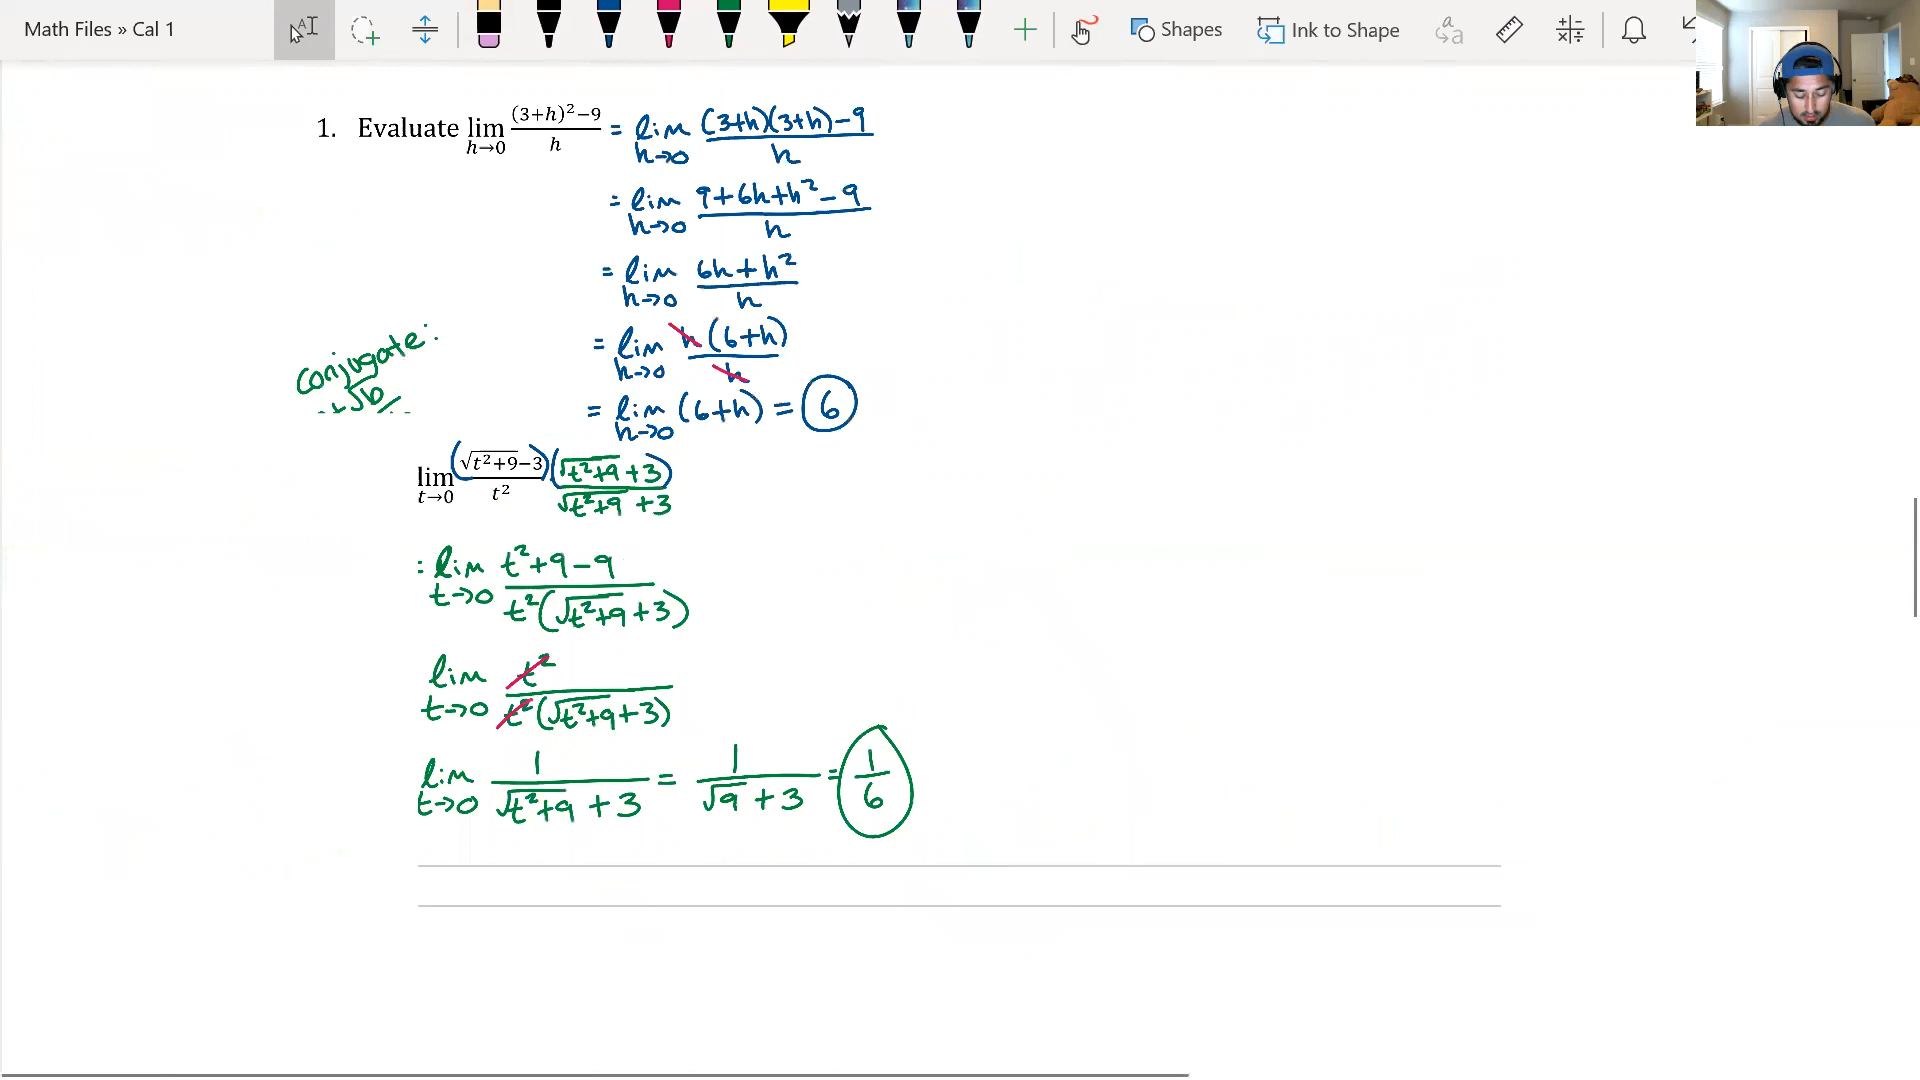 Math Files » Cal 1
Shapes
Ink to Shape
1. Evaluate lim h→0 ((3+h)²−9)/h = lim h→0 ((3+h)(3+h)−9)/h
= lim h→0 (9+6h+h²−9)/h
= lim h→0 (6h+h²)/h
= lim h→0 h(6+h)/h
= lim h→0 (6+h) = 6
conjugate:
lim t→0 (√(t²+9)−3)/t² · (√(t²+9)+3)/(√(t²+9)+3)
: lim t→0 (t²+9−9)/(t²(√(t²+9)+3))
lim t→0 t²/(t²(√(t²+9)+3))
lim t→0 1/(√(t²+9)+3) = 1/(√9+3) = 1/6